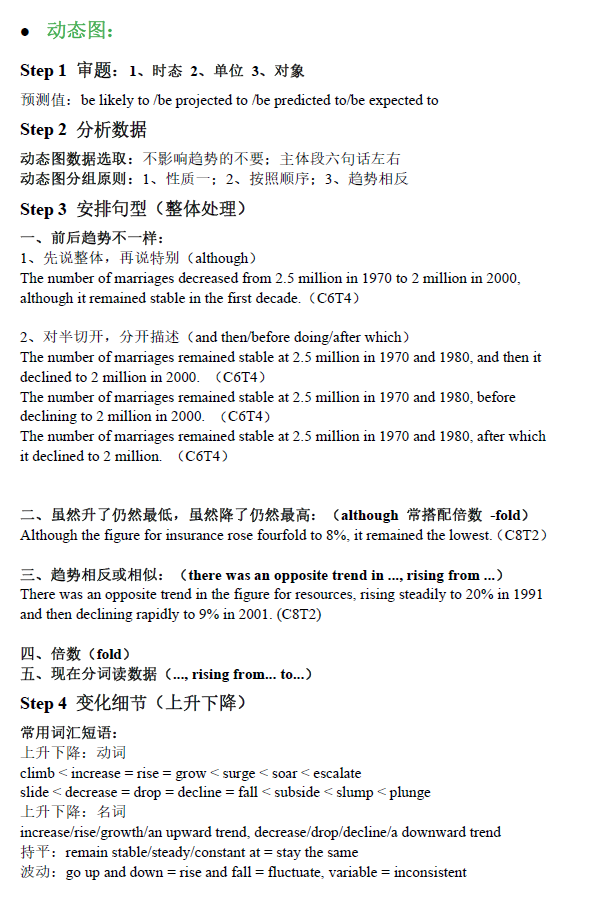 ● 动态图：
Step 1 审题：1、时态 2、单位 3、对象
预测值：be likely to /be projected to /be predicted to/be expected to
Step 2 分析数据
动态图数据选取：不影响趋势的不要；主体段六句话左右
动态图分组原则：1、性质一；2、按照顺序；3、趋势相反
Step 3 安排句型（整体处理）
一、前后趋势不一样：
1、先说整体，再说特别（although）
The number of marriages decreased from 2.5 million in 1970 to 2 million in 2000,
although it remained stable in the first decade.（C6T4）
2、对半切开，分开描述（and then/before doing/after which）
The number of marriages remained stable at 2.5 million in 1970 and 1980, and then it
declined to 2 million in 2000. （C6T4）
The number of marriages remained stable at 2.5 million in 1970 and 1980, before
declining to 2 million in 2000. （C6T4）
The number of marriages remained stable at 2.5 million in 1970 and 1980, after which
it declined to 2 million. （C6T4）
二、虽然升了仍然最低，虽然降了仍然最高：（although 常搭配倍数 -fold）
Although the figure for insurance rose fourfold to 8%, it remained the lowest.（C8T2）
三、趋势相反或相似：（there was an opposite trend in ..., rising from ...）
There was an opposite trend in the figure for resources, rising steadily to 20% in 1991
and then declining rapidly to 9% in 2001. (C8T2)
四、倍数（fold）
五、现在分词读数据（..., rising from... to...）
Step 4 变化细节（上升下降）
常用词汇短语：
上升下降：动词
climb < increase = rise = grow < surge < soar < escalate
slide < decrease = drop = decline = fall < subside < slump < plunge
上升下降：名词
increase/rise/growth/an upward trend, decrease/drop/decline/a downward trend
持平：remain stable/steady/constant at = stay the same
波动：go up and down = rise and fall = fluctuate, variable = inconsistent